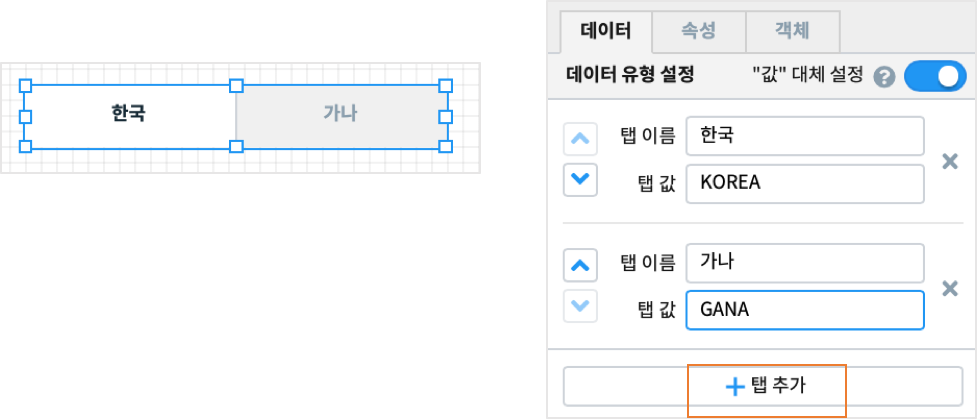 한국 가나
데이터 속성 객체
데이터 유형 설정 "값" 대체 설정 ?
탭 이름 한국
탭 값 KOREA
탭 이름 가나
탭 값 GANA
탭 추가